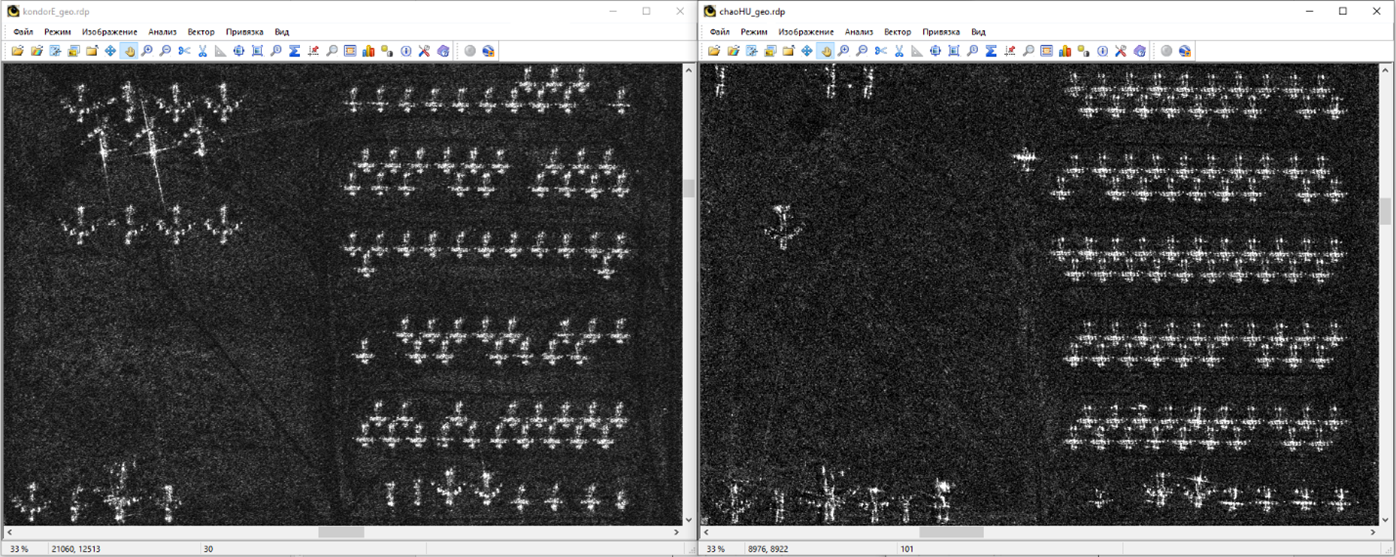 kondorE_geo.rdp
Файл Режим Изображение Анализ Вектор Привязка Вид
33 % 21060, 12513 30
chaoHU_geo.rdp
Файл Режим Изображение Анализ Вектор Привязка Вид
33 % 8976, 8922 101